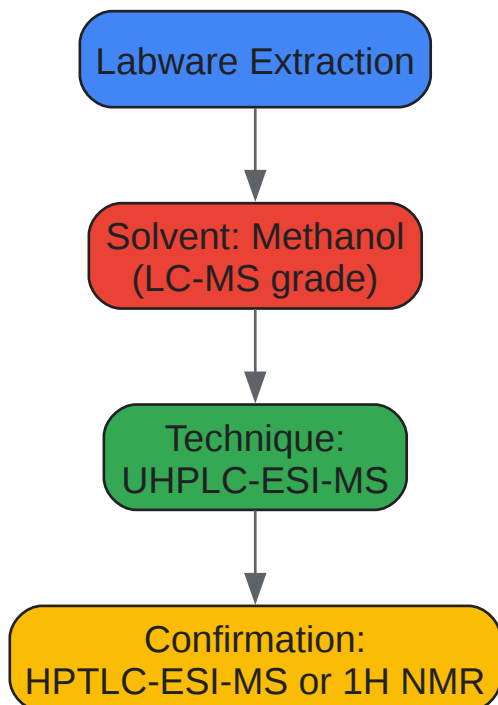 Labware Extraction
Solvent: Methanol
(LC-MS grade)
Technique:
UHPLC-ESI-MS
Confirmation:
HPTLC-ESI-MS or 1H NMR